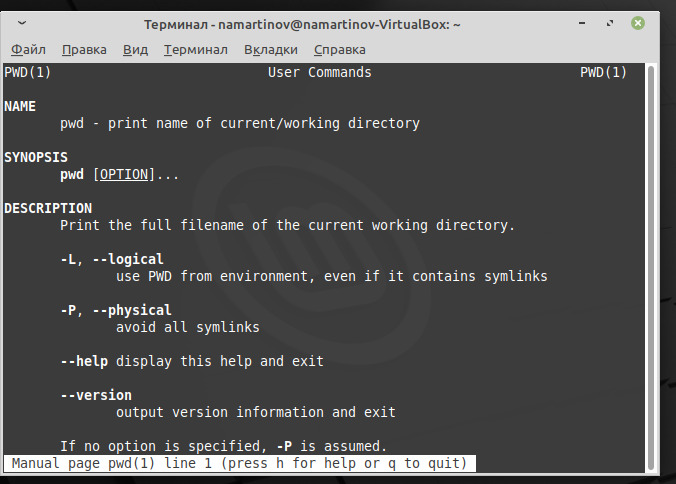 Терминал - namartinov@namartinov-VirtualBox: ~
Файл Правка Вид Терминал Вкладки Справка
PWD(1) User Commands PWD(1)
NAME
pwd - print name of current/working directory
SYNOPSIS
pwd [OPTION]...
DESCRIPTION
Print the full filename of the current working directory.
-L, --logical
use PWD from environment, even if it contains symlinks
-P, --physical
avoid all symlinks
--help display this help and exit
--version
output version information and exit
If no option is specified, -P is assumed.
Manual page pwd(1) line 1 (press h for help or q to quit)